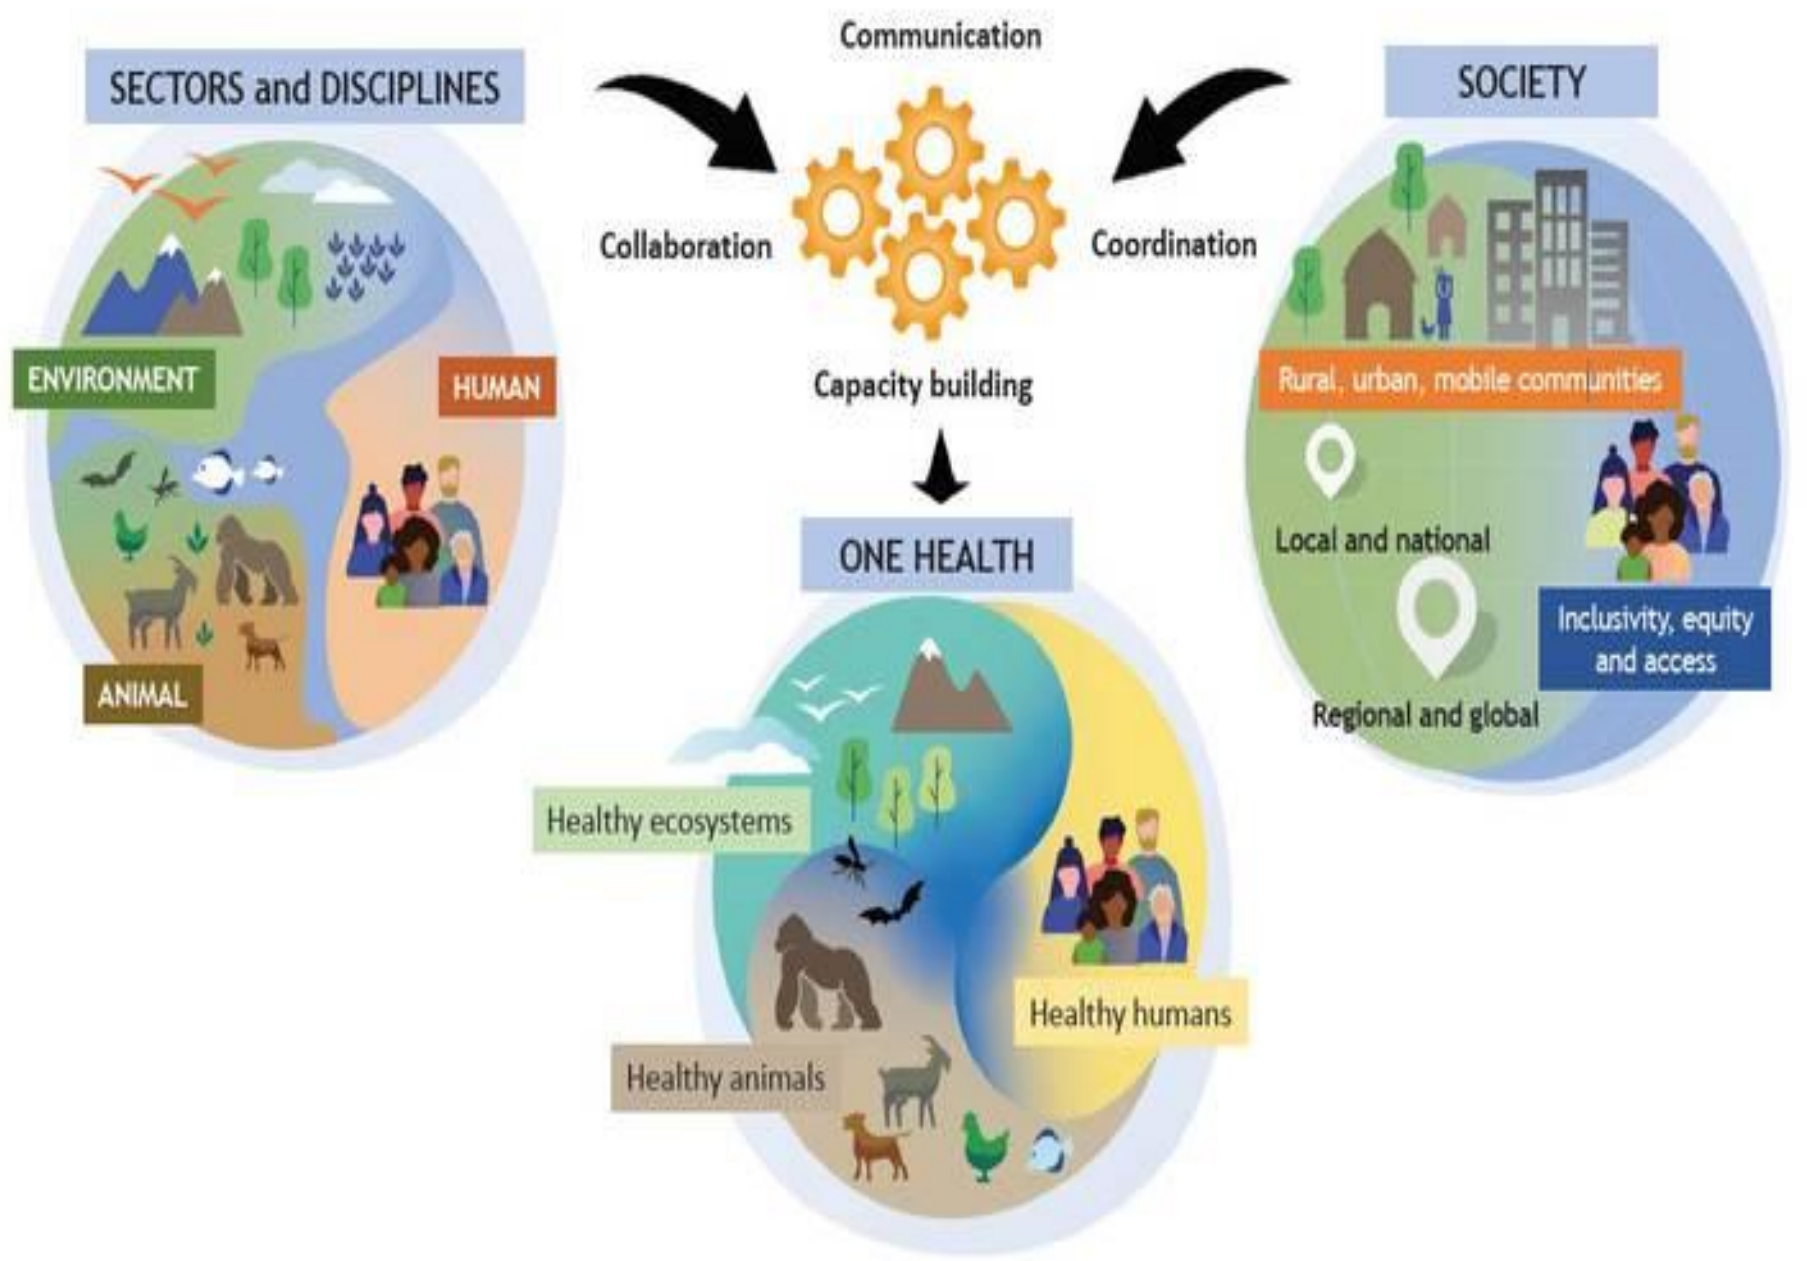 SECTORS and DISCIPLINES
ENVIRONMENT
HUMAN
ANIMAL
Communication
Collaboration
Coordination
Capacity building
SOCIETY
Rural, urban, mobile communities
Local and national
Regional and global
Inclusivity, equity
and access
ONE HEALTH
Healthy ecosystems
Healthy humans
Healthy animals